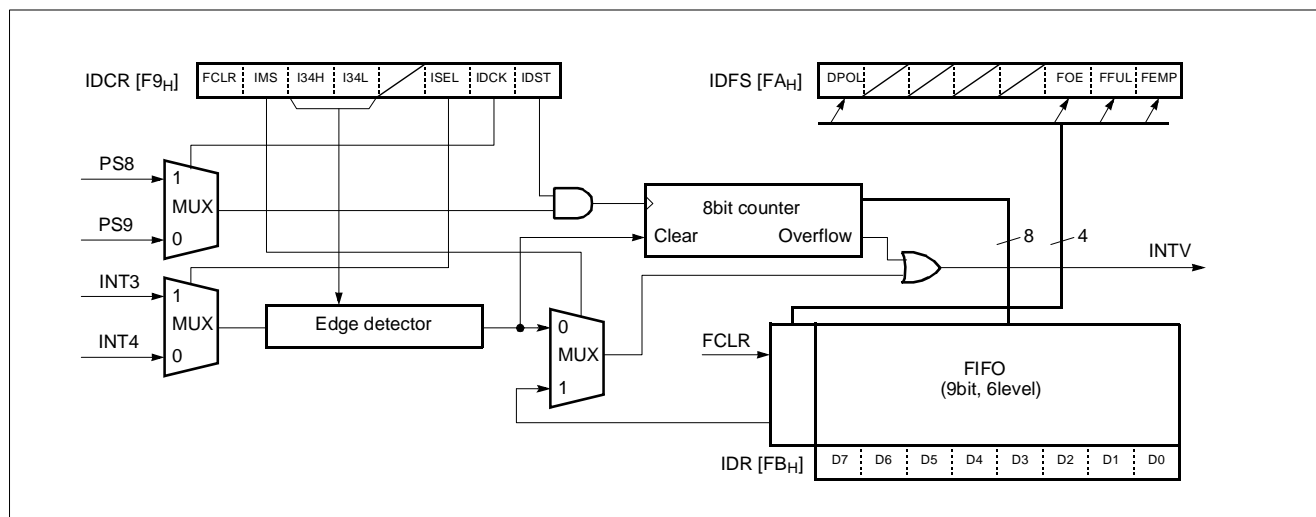 IDCR [F9H] FCLR IMS I34H I34L ISEL IDCK IDST
IDFS [FAH] DPOL FOE FFUL FEMP
PS8
1
MUX
PS9
0
8bit counter
Clear Overflow
8
4
INTV
INT3
1
MUX
INT4
0
Edge detector
0
MUX
1
FCLR
FIFO
(9bit, 6level)
IDR [FBH] D7 D6 D5 D4 D3 D2 D1 D0